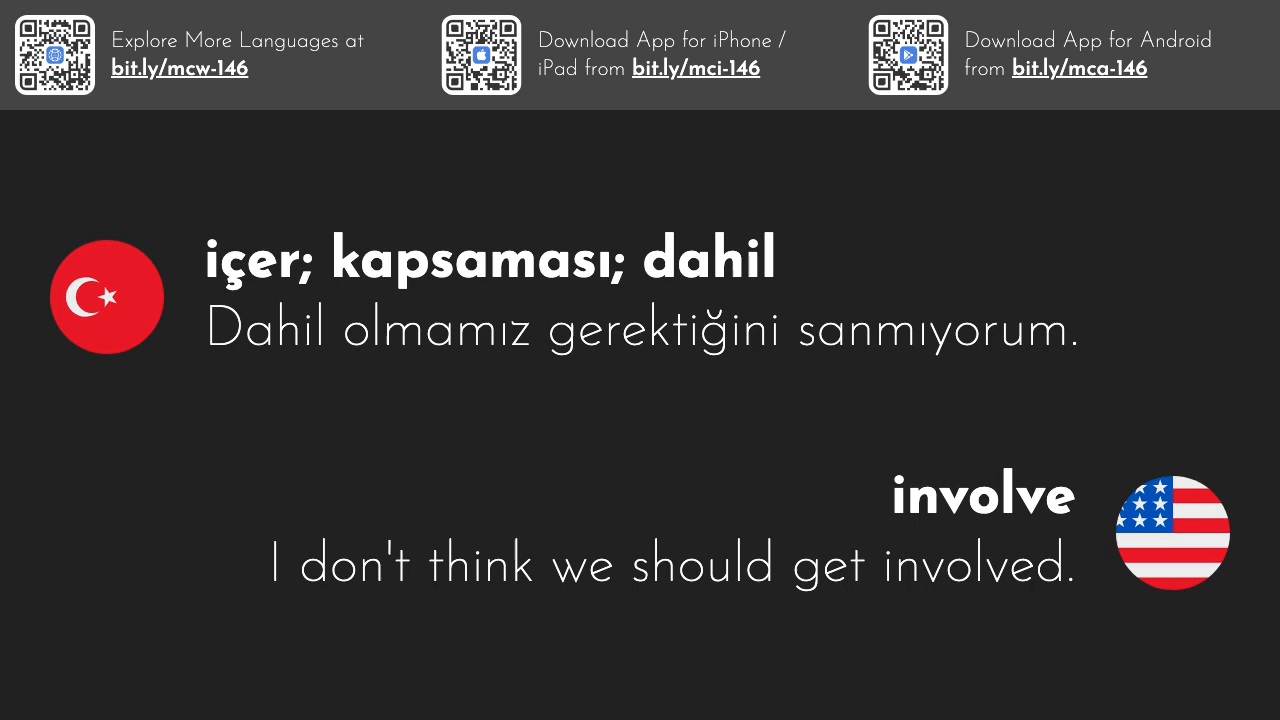 Explore More Languages at
bit.ly/mcw-146
Download App for iPhone /
iPad from bit.ly/mci-146
Download App for Android
from bit.ly/mca-146
içer; kapsaması; dahil
Dahil olmamız gerektiğini sanmıyorum.
involve
I don't think we should get involved.